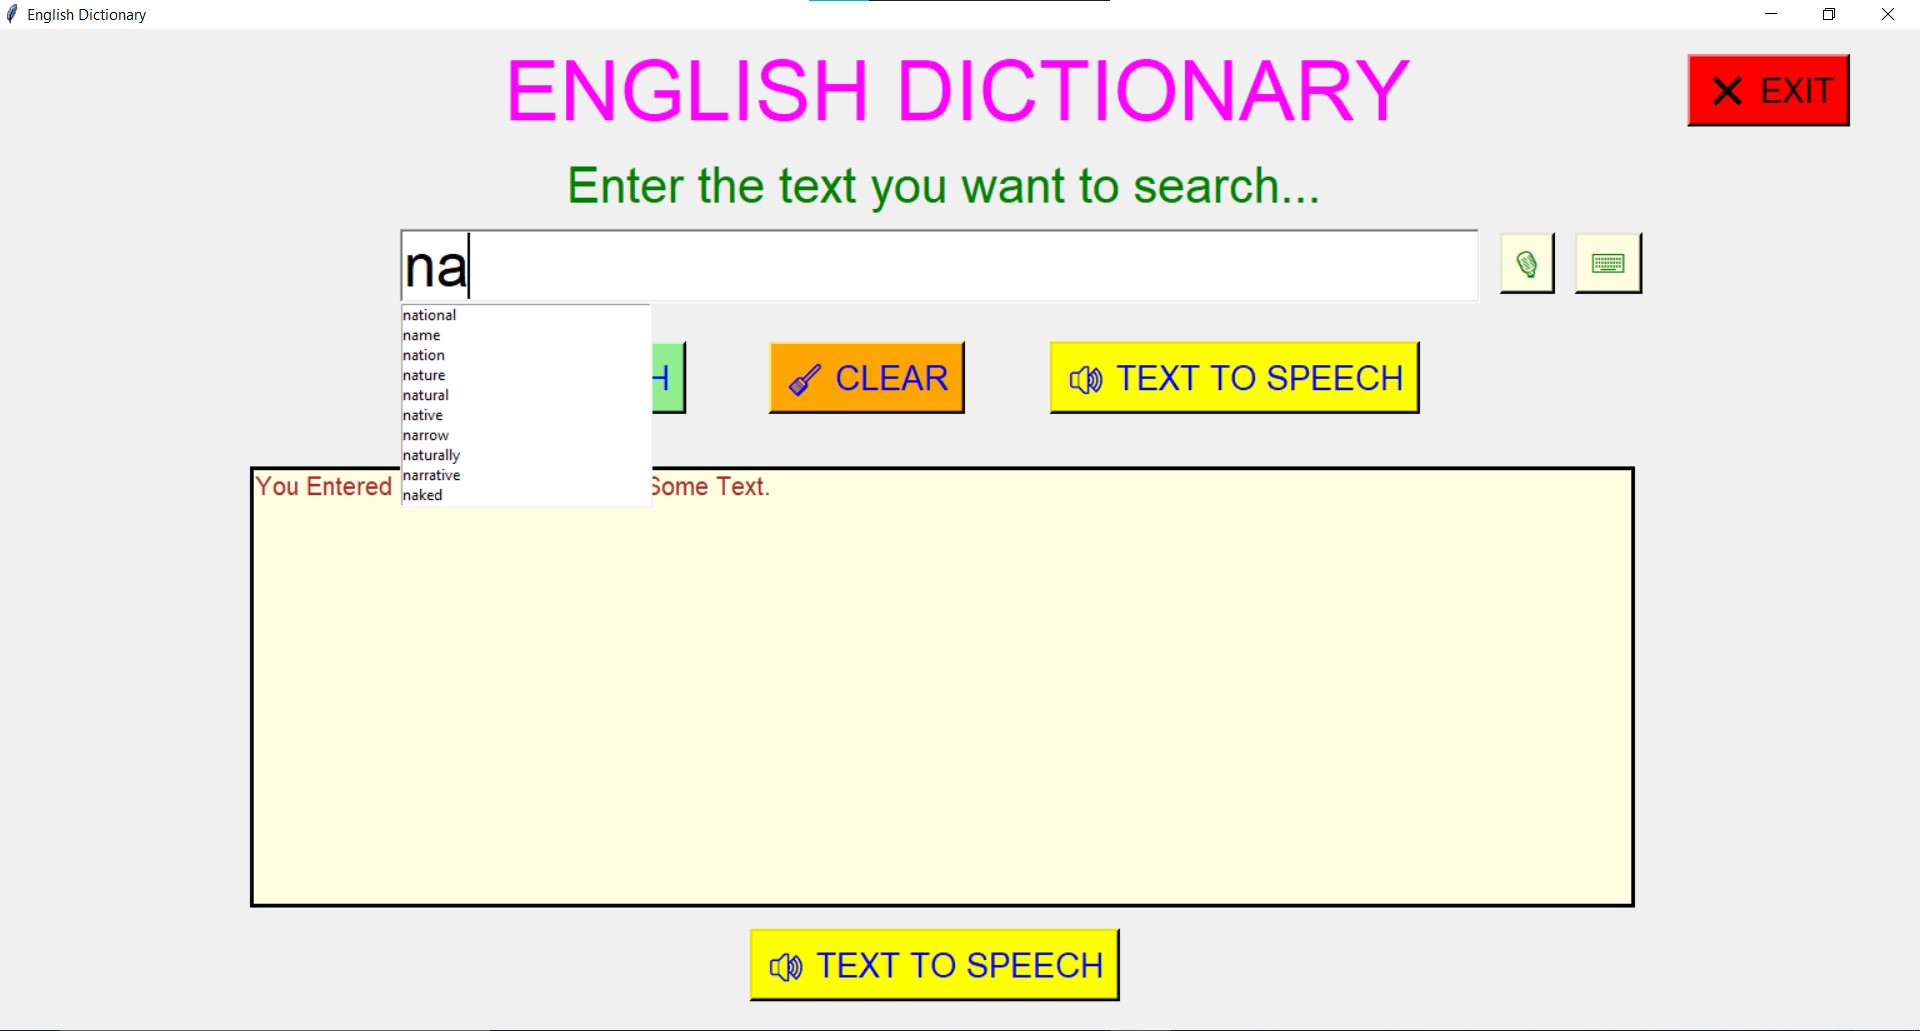 English Dictionary
ENGLISH DICTIONARY
EXIT
Enter the text you want to search...
na
national
name
nation
nature
natural
native
narrow
naturally
narrative
naked
H
CLEAR
TEXT TO SPEECH
You Entered
Some Text.
TEXT TO SPEECH